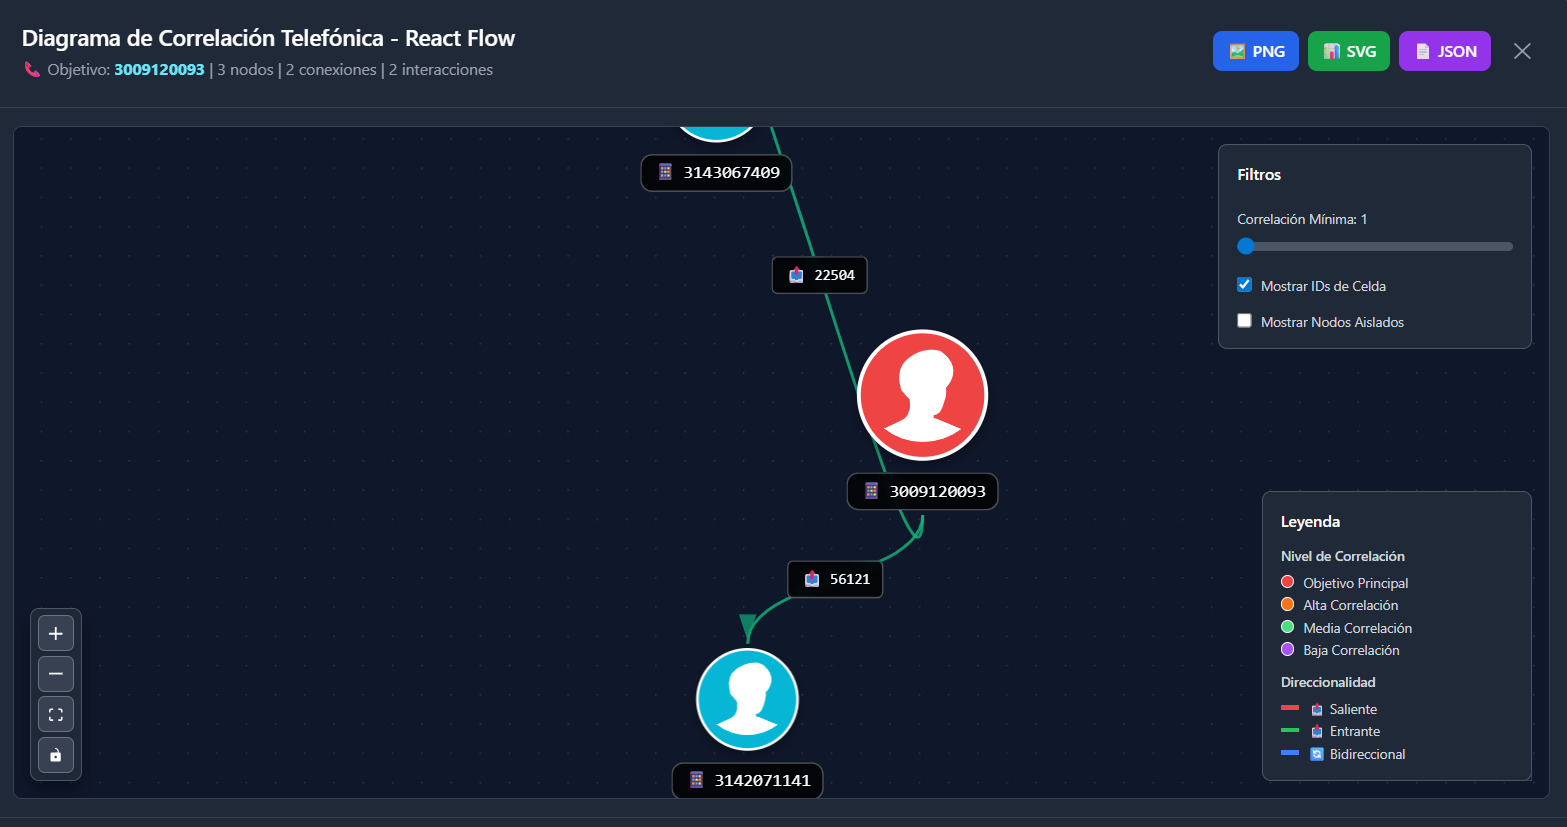 Diagrama de Correlación Telefónica - React Flow
Objetivo: 3009120093 | 3 nodos | 2 conexiones | 2 interacciones
PNG
SVG
JSON
3143067409
22504
3009120093
56121
3142071141
Filtros
Correlación Mínima: 1
Mostrar IDs de Celda
Mostrar Nodos Aislados
Leyenda
Nivel de Correlación
Objetivo Principal
Alta Correlación
Media Correlación
Baja Correlación
Direccionalidad
Saliente
Entrante
Bidireccional